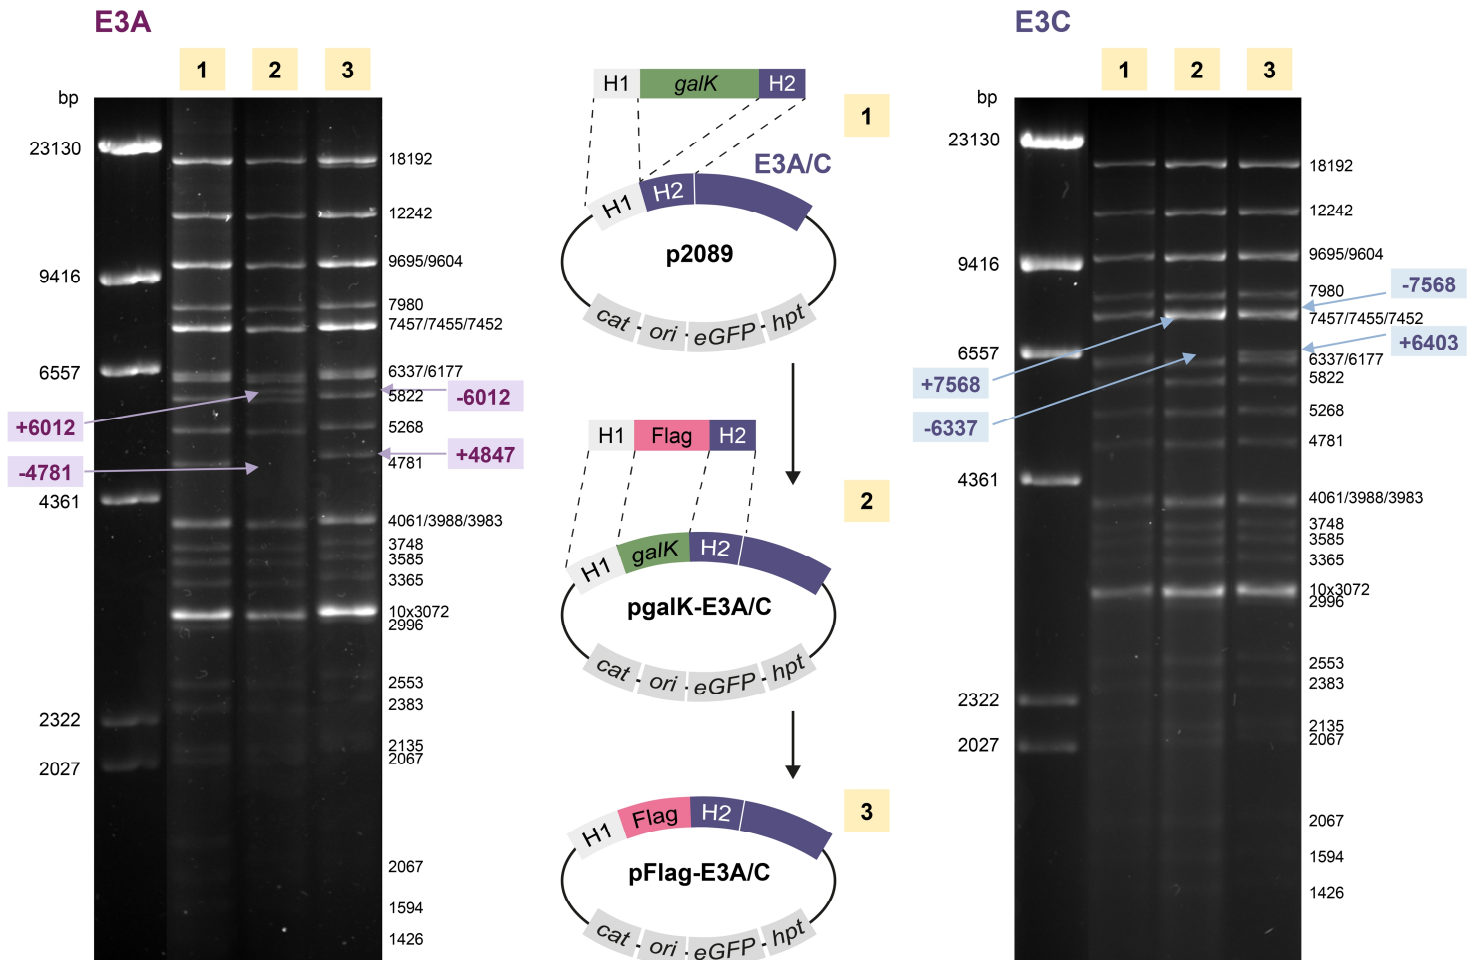 E3A
1
2
3
bp
23130
9416
6557
4361
2322
2027
+6012
-4781
18192
12242
9695/9604
7980
7457/7455/7452
6337/6177
5822
5268
4781
4061/3988/3983
3748
3585
3365
10x3072
2996
2553
2383
2135
2067
2067
1594
1426
-6012
+4847
H1
galK
H2
1
E3A/C
H1
H2
p2089
cat - ori - eGFP - hpt
H1
Flag
H2
2
H1
galK
H2
pgalK-E3A/C
cat - ori - eGFP - hpt
3
H1
Flag
H2
pFlag-E3A/C
cat - ori - eGFP - hpt
E3C
1
2
3
bp
23130
9416
6557
4361
2322
2027
+7568
-6337
18192
12242
9695/9604
7980
7457/7455/7452
6337/6177
5822
5268
4781
4061/3988/3983
3748
3585
3365
10x3072
2996
2553
2383
2135
2067
2067
1594
1426
-7568
+6403